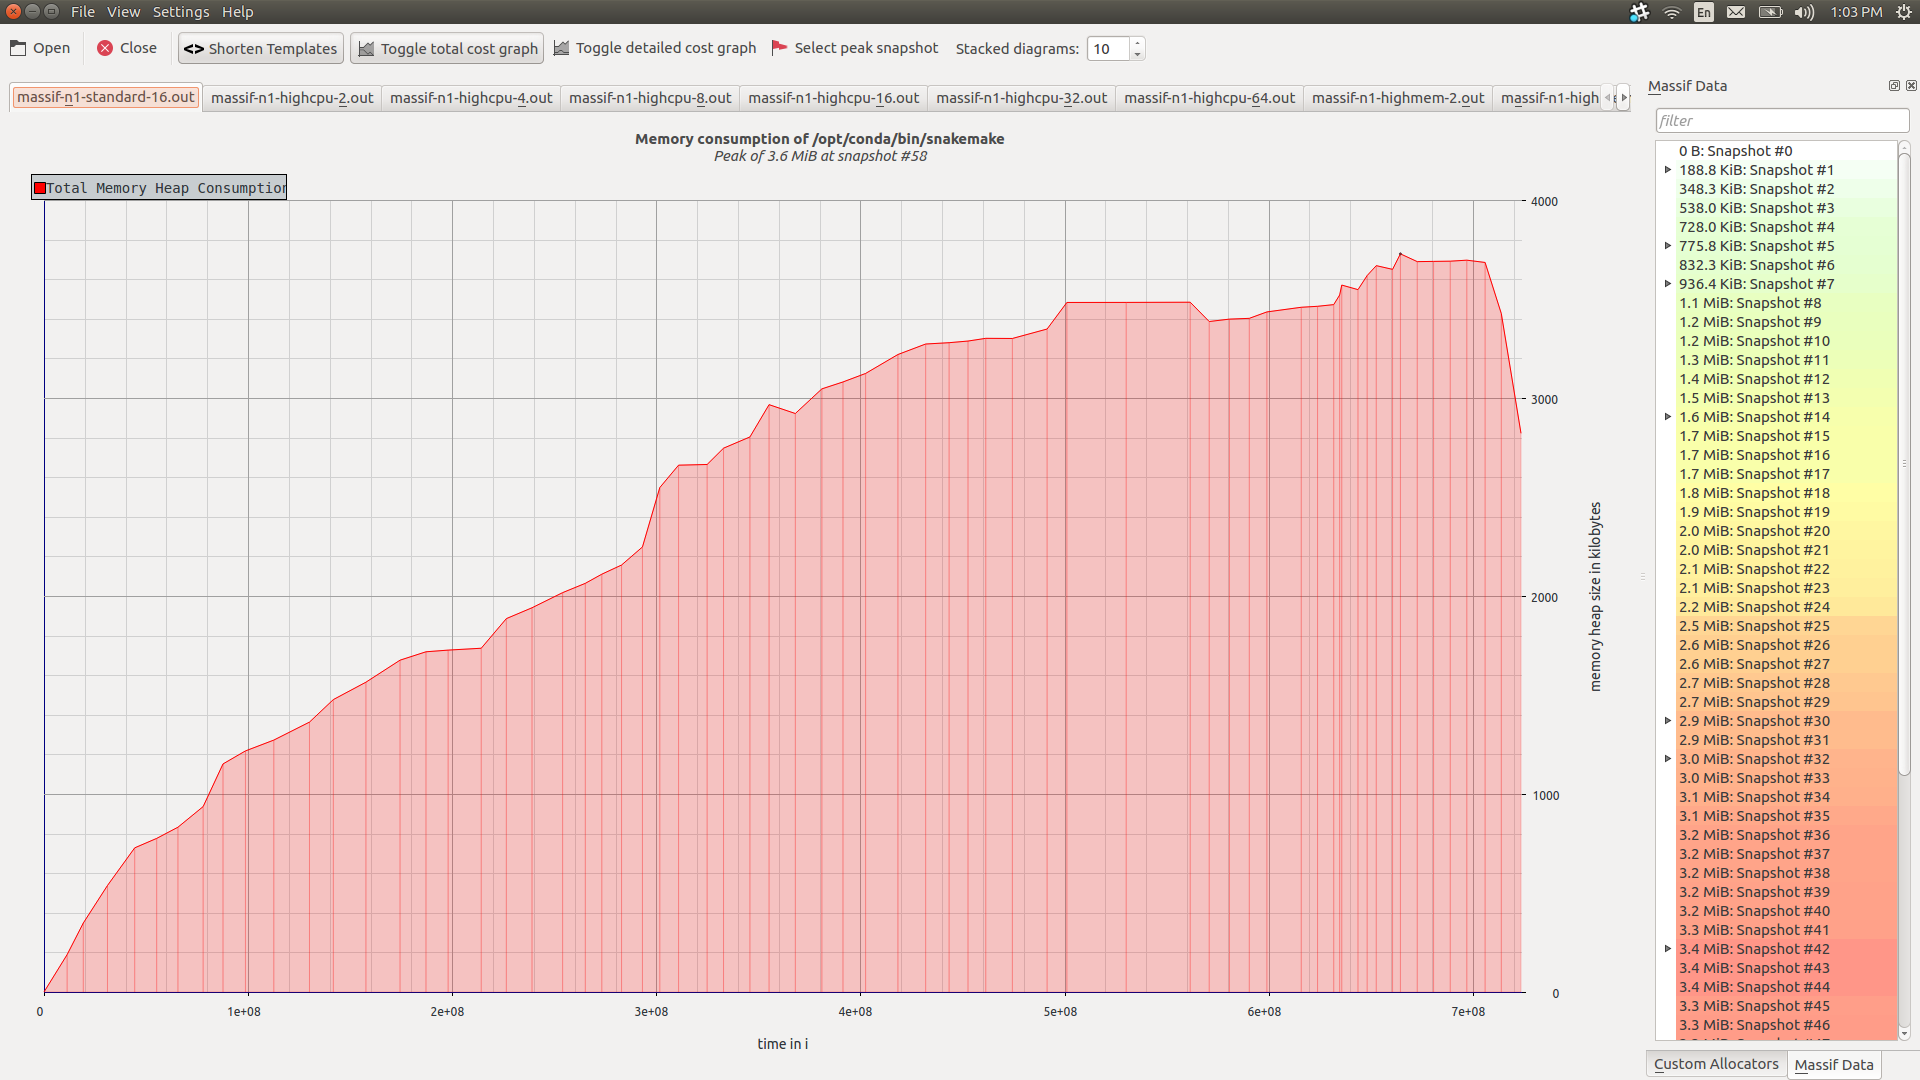 File View Settings Help
En 1:03 PM
Open Close <> Shorten Templates Toggle total cost graph Toggle detailed cost graph Select peak snapshot Stacked diagrams: 10
massif-n1-standard-16.out massif-n1-highcpu-2.out massif-n1-highcpu-4.out massif-n1-highcpu-8.out massif-n1-highcpu-16.out massif-n1-highcpu-32.out massif-n1-highcpu-64.out massif-n1-highmem-2.out massif-n1-high
Memory consumption of /opt/conda/bin/snakemake
Peak of 3.6 MiB at snapshot #58
Total Memory Heap Consumption
4000
3000
2000
1000
0
memory heap size in kilobytes
0 1e+08 2e+08 3e+08 4e+08 5e+08 6e+08 7e+08
time in i
Massif Data
filter
0 B: Snapshot #0
188.8 KiB: Snapshot #1
348.3 KiB: Snapshot #2
538.0 KiB: Snapshot #3
728.0 KiB: Snapshot #4
775.8 KiB: Snapshot #5
832.3 KiB: Snapshot #6
936.4 KiB: Snapshot #7
1.1 MiB: Snapshot #8
1.2 MiB: Snapshot #9
1.2 MiB: Snapshot #10
1.3 MiB: Snapshot #11
1.4 MiB: Snapshot #12
1.5 MiB: Snapshot #13
1.6 MiB: Snapshot #14
1.7 MiB: Snapshot #15
1.7 MiB: Snapshot #16
1.7 MiB: Snapshot #17
1.8 MiB: Snapshot #18
1.9 MiB: Snapshot #19
2.0 MiB: Snapshot #20
2.0 MiB: Snapshot #21
2.1 MiB: Snapshot #22
2.1 MiB: Snapshot #23
2.2 MiB: Snapshot #24
2.5 MiB: Snapshot #25
2.6 MiB: Snapshot #26
2.6 MiB: Snapshot #27
2.7 MiB: Snapshot #28
2.7 MiB: Snapshot #29
2.9 MiB: Snapshot #30
2.9 MiB: Snapshot #31
3.0 MiB: Snapshot #32
3.0 MiB: Snapshot #33
3.1 MiB: Snapshot #34
3.1 MiB: Snapshot #35
3.2 MiB: Snapshot #36
3.2 MiB: Snapshot #37
3.2 MiB: Snapshot #38
3.2 MiB: Snapshot #39
3.2 MiB: Snapshot #40
3.3 MiB: Snapshot #41
3.4 MiB: Snapshot #42
3.4 MiB: Snapshot #43
3.4 MiB: Snapshot #44
3.3 MiB: Snapshot #45
3.3 MiB: Snapshot #46
Custom Allocators Massif Data